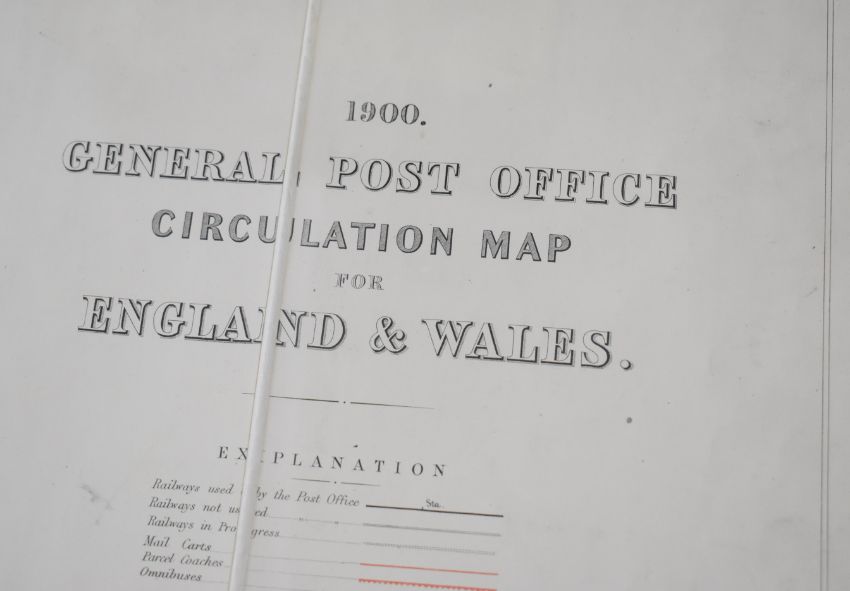 1900.
GENERAL POST OFFICE
CIRCULATION MAP
FOR
ENGLAND & WALES.
EXPLANATION
Railways used by the Post Office Sta.
Railways not used
Railways in Progress
Mail Carts
Parcel Coaches
Omnibuses